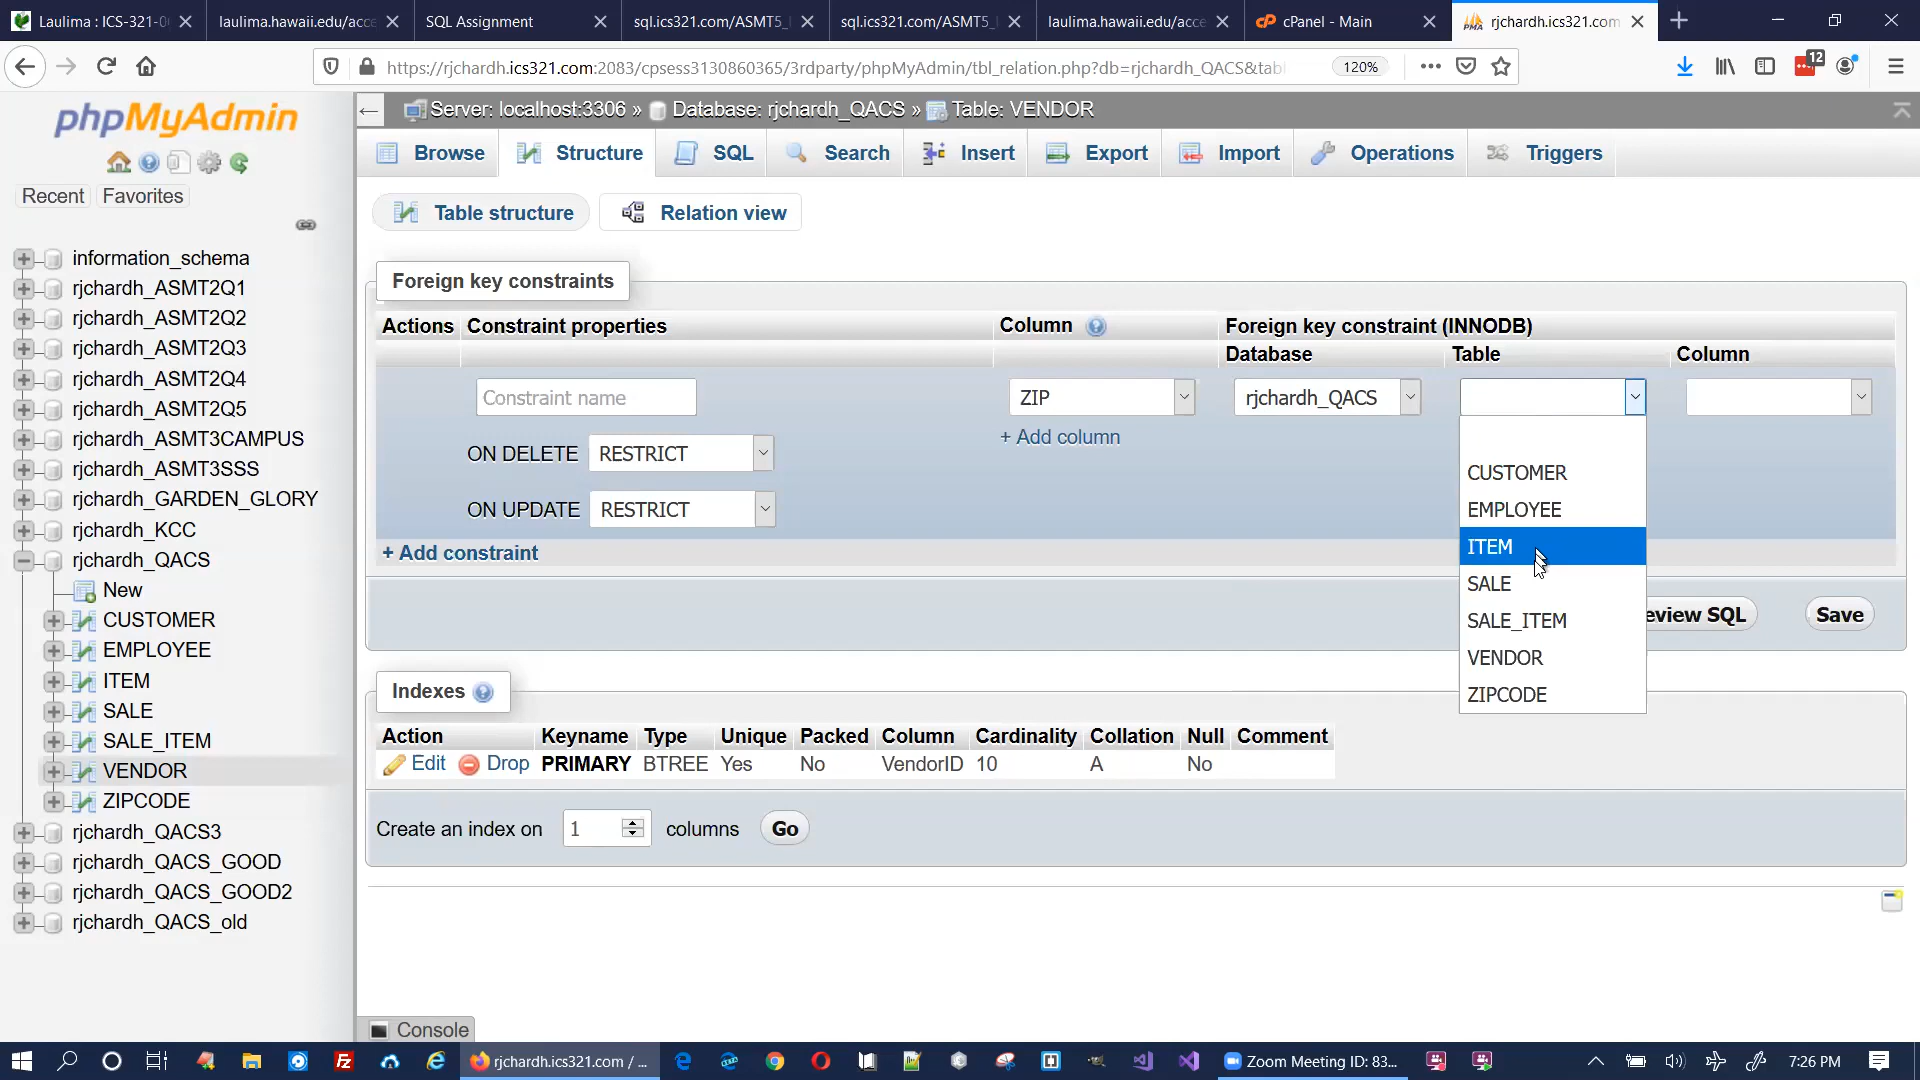 Laulima : ICS-321-0
laulima.hawaii.edu/acce
SQL Assignment
sql.ics321.com/ASMT5_
sql.ics321.com/ASMT5_
laulima.hawaii.edu/acce
cP cPanel - Main
PMA rjchardh.ics321.com
https://rjchardh.ics321.com:2083/cpsess3130860365/3rdparty/phpMyAdmin/tbl_relation.php?db=rjchardh_QACS&tabl
120%
12
phpMyAdmin
Recent Favorites
information_schema
rjchardh_ASMT2Q1
rjchardh_ASMT2Q2
rjchardh_ASMT2Q3
rjchardh_ASMT2Q4
rjchardh_ASMT2Q5
rjchardh_ASMT3CAMPUS
rjchardh_ASMT3SSS
rjchardh_GARDEN_GLORY
rjchardh_KCC
rjchardh_QACS
New
CUSTOMER
EMPLOYEE
ITEM
SALE
SALE_ITEM
VENDOR
ZIPCODE
rjchardh_QACS3
rjchardh_QACS_GOOD
rjchardh_QACS_GOOD2
rjchardh_QACS_old
Server: localhost:3306 » Database: rjchardh_QACS » Table: VENDOR
Browse Structure SQL Search Insert Export Import Operations Triggers
Table structure Relation view
Foreign key constraints
Actions Constraint properties Column Foreign key constraint (INNODB)
Database Table Column
Constraint name ZIP rjchardh_QACS
+ Add column
ON DELETE RESTRICT
ON UPDATE RESTRICT
CUSTOMER
EMPLOYEE
ITEM
SALE
SALE_ITEM
VENDOR
ZIPCODE
+ Add constraint
eview SQL Save
Indexes
Action Keyname Type Unique Packed Column Cardinality Collation Null Comment
Edit Drop PRIMARY BTREE Yes No VendorID 10 A No
Create an index on 1 columns Go
Console
rjchardh.ics321.com / ...
Zoom Meeting ID: 83...
7:26 PM